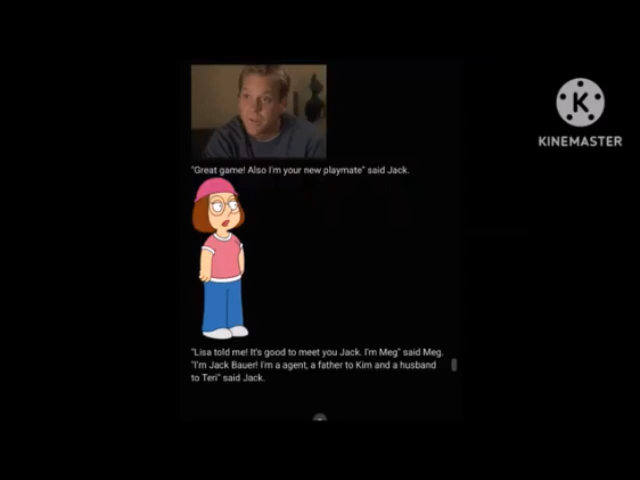 KINEMASTER
"Great game! Also I'm your new playmate" said Jack.
"Lisa told me! It's good to meet you Jack. I'm Meg" said Meg.
"I'm Jack Bauer! I'm a agent, a father to Kim and a husband
to Teri" said Jack.